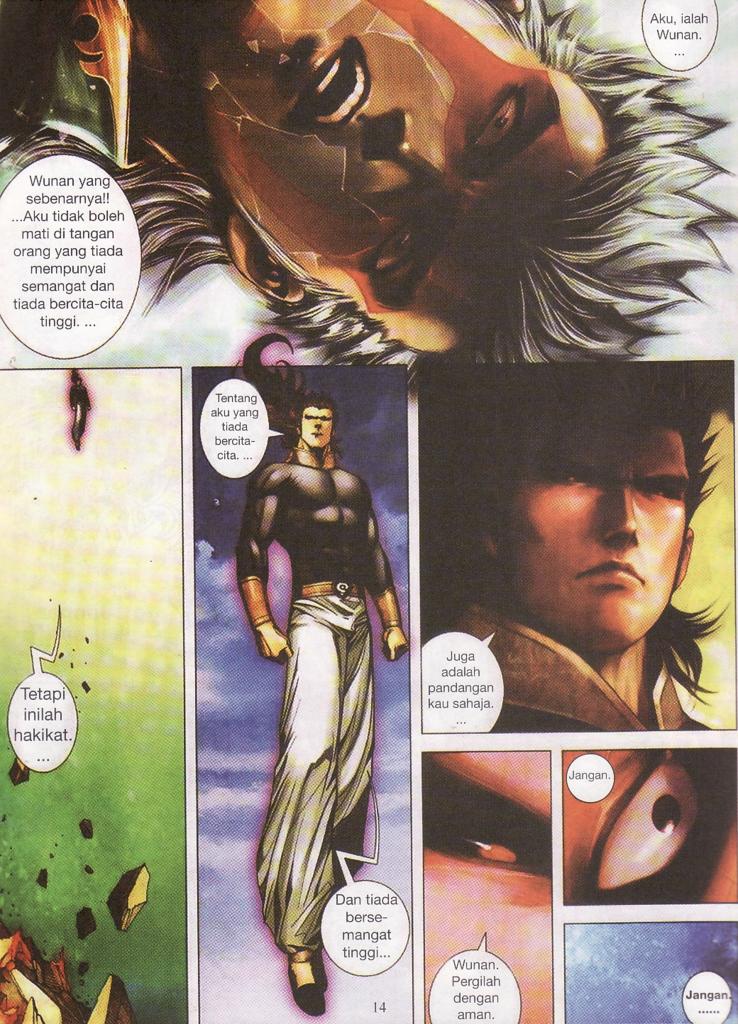 Aku, ialah
Wunan.
...
Wunan yang
sebenarnya!!
...Aku tidak boleh
mati di tangan
orang yang tiada
mempunyai
semangat dan
tiada bercita-cita
tinggi. ...
Tetapi
inilah
hakikat.
...
Tentang
aku yang
tiada
bercita-
cita. ...
Dan tiada
berse-
mangat
tinggi...
Juga
adalah
pandangan
kau sahaja.
...
Wunan.
Pergilah
dengan
aman.
Jangan.
Jangan.
......
14